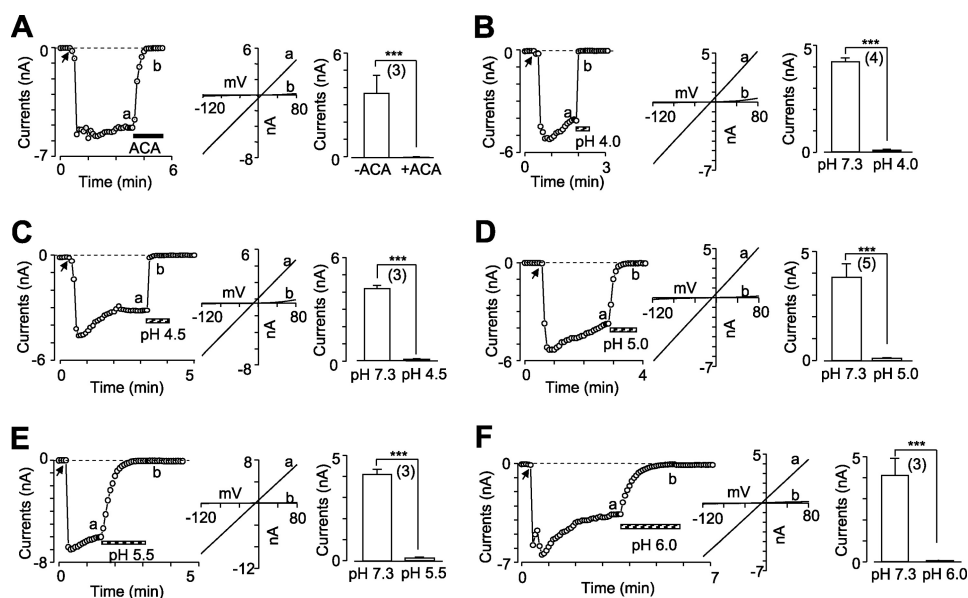 A
Currents (nA)
0
-7
a
b
ACA
0 6
Time (min)
6
a
mV
b
-120 80
nA
-8
Currents (nA)
6
0
***
(3)
-ACA +ACA
B
Currents (nA)
0
-6
a
b
pH 4.0
0 3
Time (min)
5
a
mV
b
-120 80
nA
-7
Currents (nA)
5
0
***
(4)
pH 7.3 pH 4.0
C
Currents (nA)
0
-6
a
b
pH 4.5
0 5
Time (min)
6
a
mV
b
-120 80
nA
-8
Currents (nA)
6
0
***
(3)
pH 7.3 pH 4.5
D
Currents (nA)
0
-6
a
b
pH 5.0
0 4
Time (min)
5
a
mV
b
-120 80
nA
-7
Currents (nA)
5
0
***
(5)
pH 7.3 pH 5.0
E
Currents (nA)
0
-8
a
b
pH 5.5
0 5
Time (min)
8
a
mV
b
-120 80
nA
-12
Currents (nA)
5
0
***
(3)
pH 7.3 pH 5.5
F
Currents (nA)
0
-7
a
b
pH 6.0
0 7
Time (min)
5
a
mV
b
-120 80
nA
-7
Currents (nA)
5
0
***
(3)
pH 7.3 pH 6.0